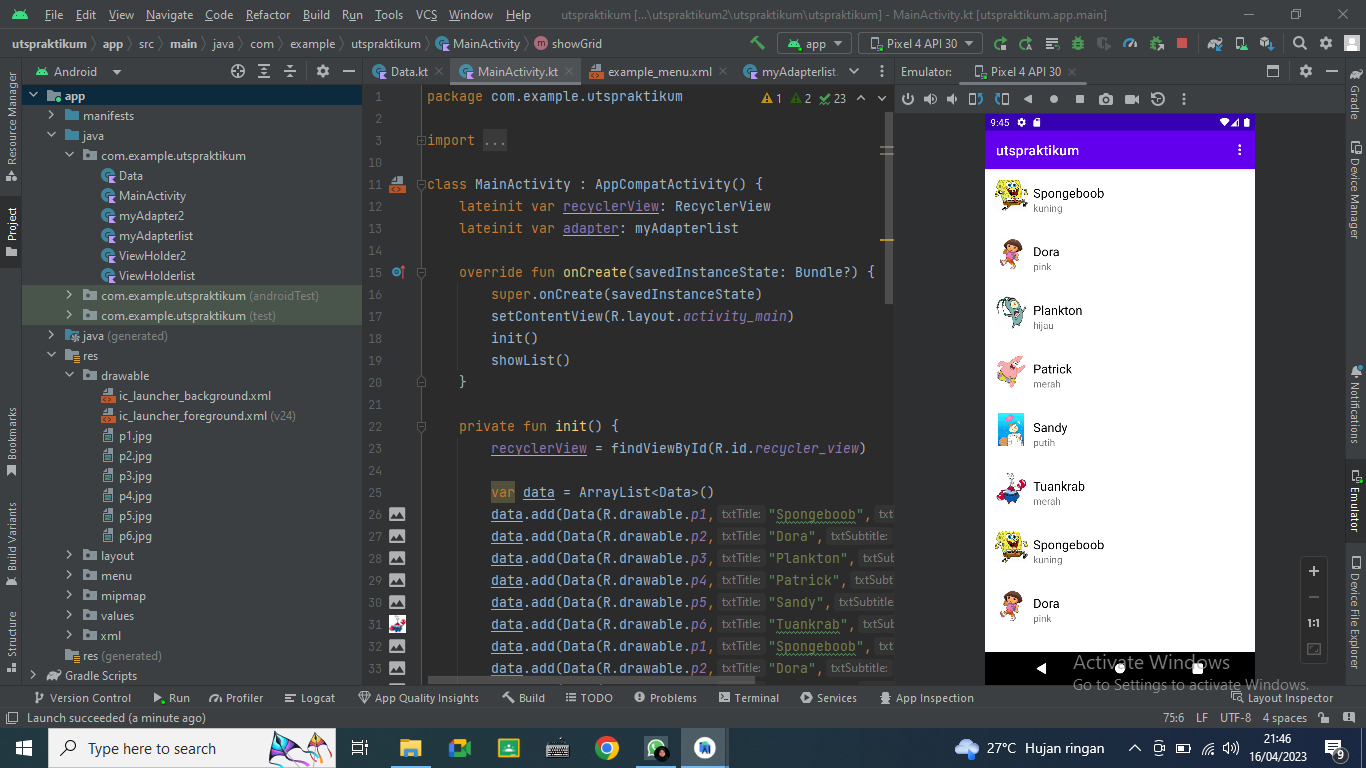 File Edit View Navigate Code Refactor Build Run Tools VCS Window Help utspraktikum [...\utspraktikum2\utspraktikum\utspraktikum] - MainActivity.kt [utspraktikum.app.main]
utspraktikum app src main java com example utspraktikum MainActivity showGrid app Pixel 4 API 30
Android
Data.kt MainActivity.kt example_menu.xml myAdapterlist.
Emulator: Pixel 4 API 30
Resource Manager
Project
Bookmarks
Build Variants
Structure
app
manifests
java
com.example.utspraktikum
Data
MainActivity
myAdapter2
myAdapterlist
ViewHolder2
ViewHolderlist
com.example.utspraktikum (androidTest)
com.example.utspraktikum (test)
java (generated)
res
drawable
ic_launcher_background.xml
ic_launcher_foreground.xml (v24)
p1.jpg
p2.jpg
p3.jpg
p4.jpg
p5.jpg
p6.jpg
layout
menu
mipmap
values
xml
res (generated)
Gradle Scripts
1 package com.example.utspraktikum
1 2 23
2
3 import ...
10
11 class MainActivity : AppCompatActivity() {
12 lateinit var recyclerView: RecyclerView
13 lateinit var adapter: myAdapterlist
14
15 override fun onCreate(savedInstanceState: Bundle?) {
16 super.onCreate(savedInstanceState)
17 setContentView(R.layout.activity_main)
18 init()
19 showList()
20 }
21
22 private fun init() {
23 recyclerView = findViewById(R.id.recycler_view)
24
25 var data = ArrayList<Data>()
26 data.add(Data(R.drawable.p1, txtTitle: "Spongeboob", txt
27 data.add(Data(R.drawable.p2, txtTitle: "Dora", txtSubtitle:
28 data.add(Data(R.drawable.p3, txtTitle: "Plankton", txtSub
29 data.add(Data(R.drawable.p4, txtTitle: "Patrick", txtSubt
30 data.add(Data(R.drawable.p5, txtTitle: "Sandy", txtSubtitle
31 data.add(Data(R.drawable.p6, txtTitle: "Tuankrab", txtSub
32 data.add(Data(R.drawable.p1, txtTitle: "Spongeboob", txt
33 data.add(Data(R.drawable.p2, txtTitle: "Dora", txtSubtitle:
9:45
utspraktikum
Spongeboob
kuning
Dora
pink
Plankton
hijau
Patrick
merah
Sandy
putih
Tuankrab
merah
Spongeboob
kuning
Dora
pink
1:1
Activate Windows
Go to Settings to activate Windows.
Gradle
Device Manager
Notifications
Emulator
Device File Explorer
Version Control Run Profiler Logcat App Quality Insights Build TODO Problems Terminal Services App Inspection Layout Inspector
Launch succeeded (a minute ago)
75:6 LF UTF-8 4 spaces
Type here to search
27°C Hujan ringan
21:46
16/04/2023
9